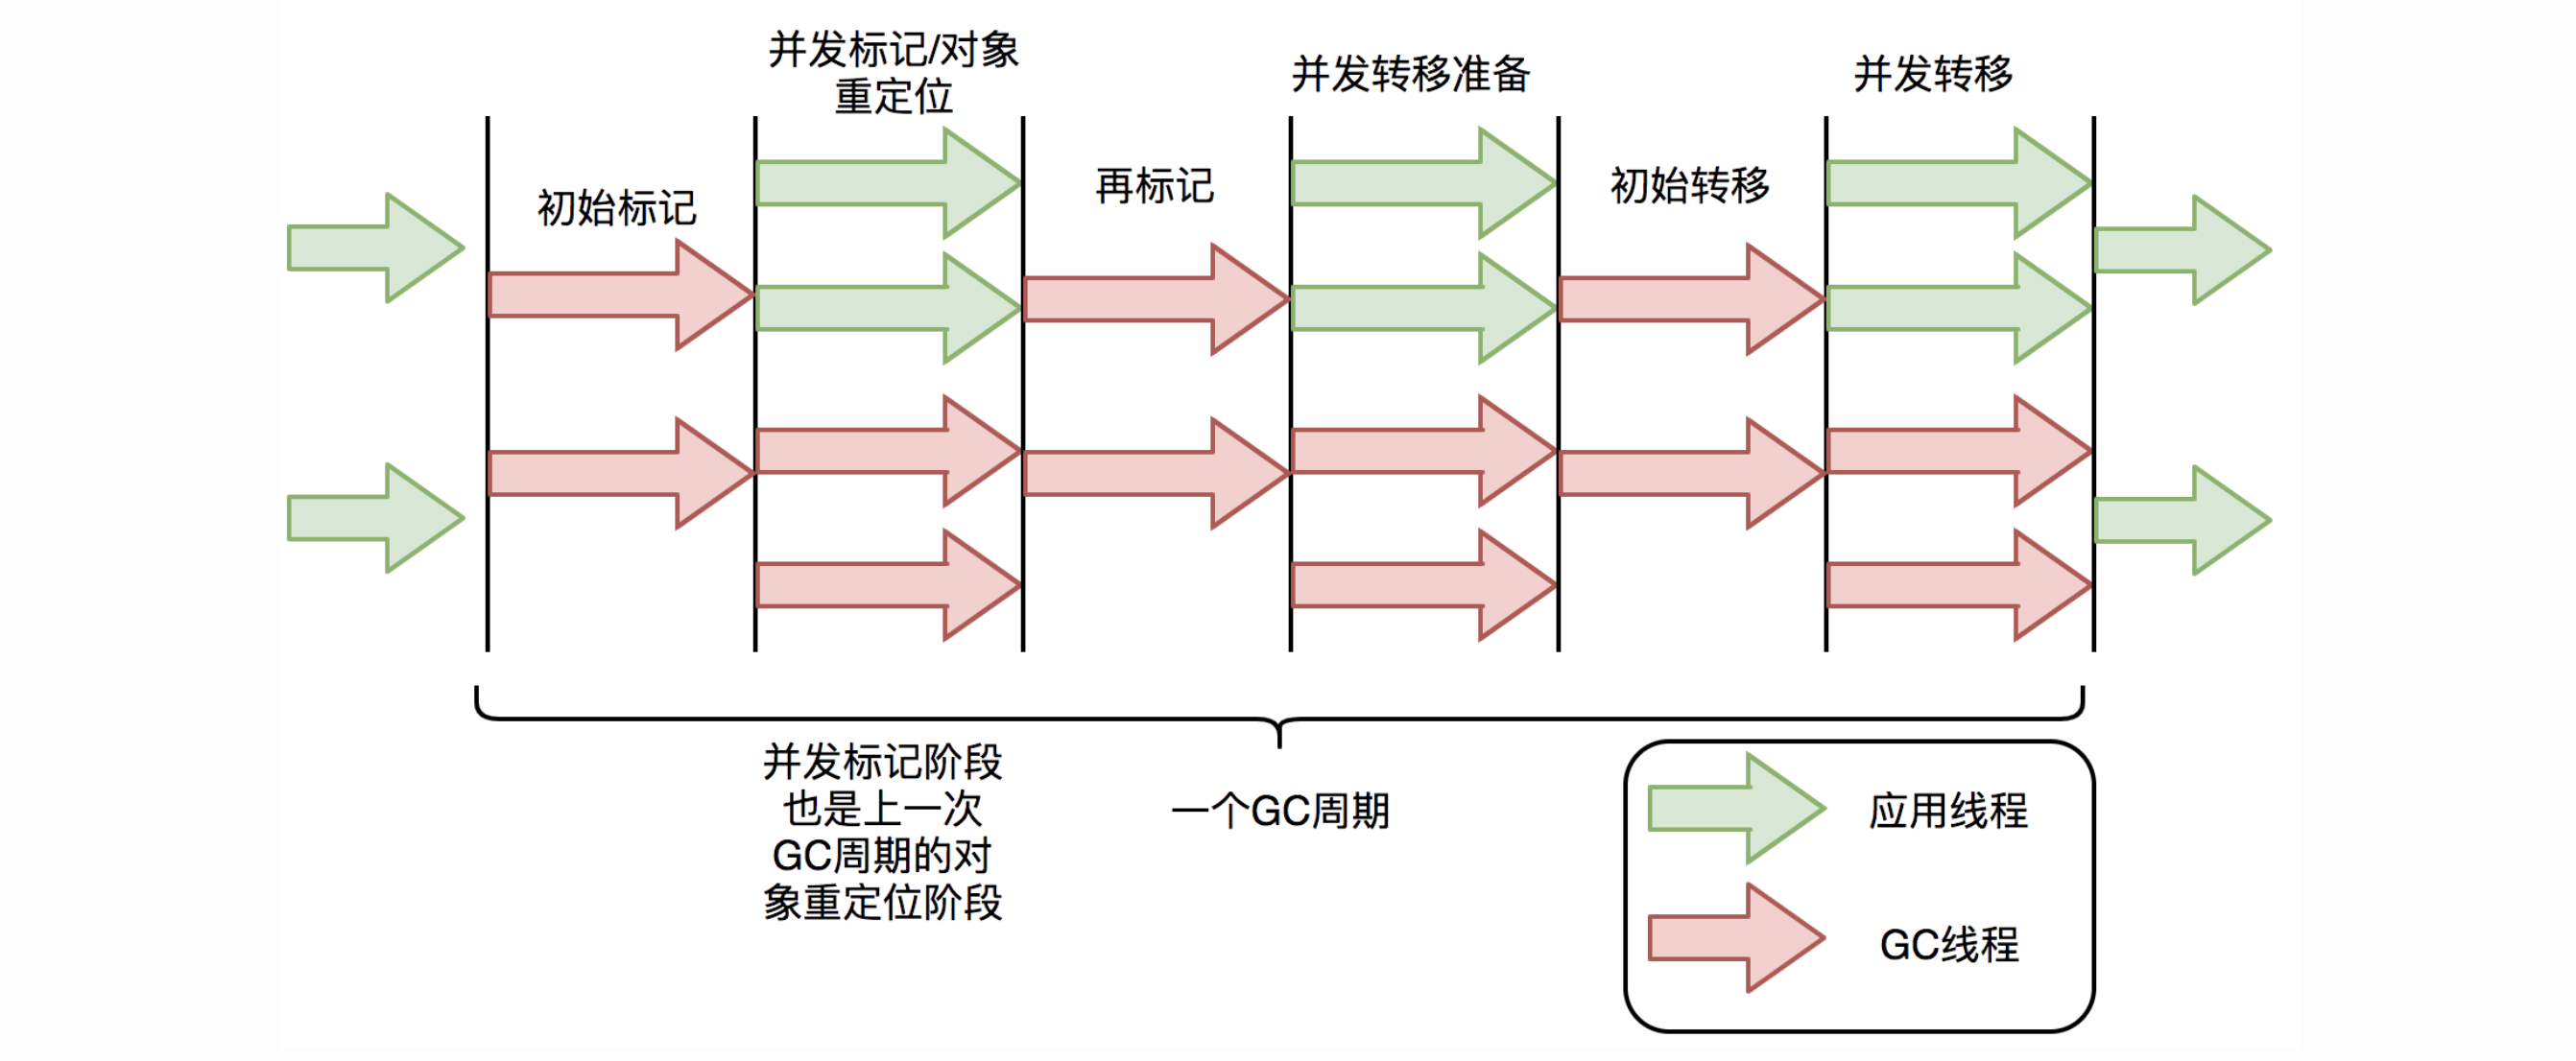 并发标记/对象
重定位
并发转移准备
并发转移
初始标记
再标记
初始转移
并发标记阶段
也是上一次
GC周期的对
象重定位阶段
一个GC周期
应用线程
GC线程